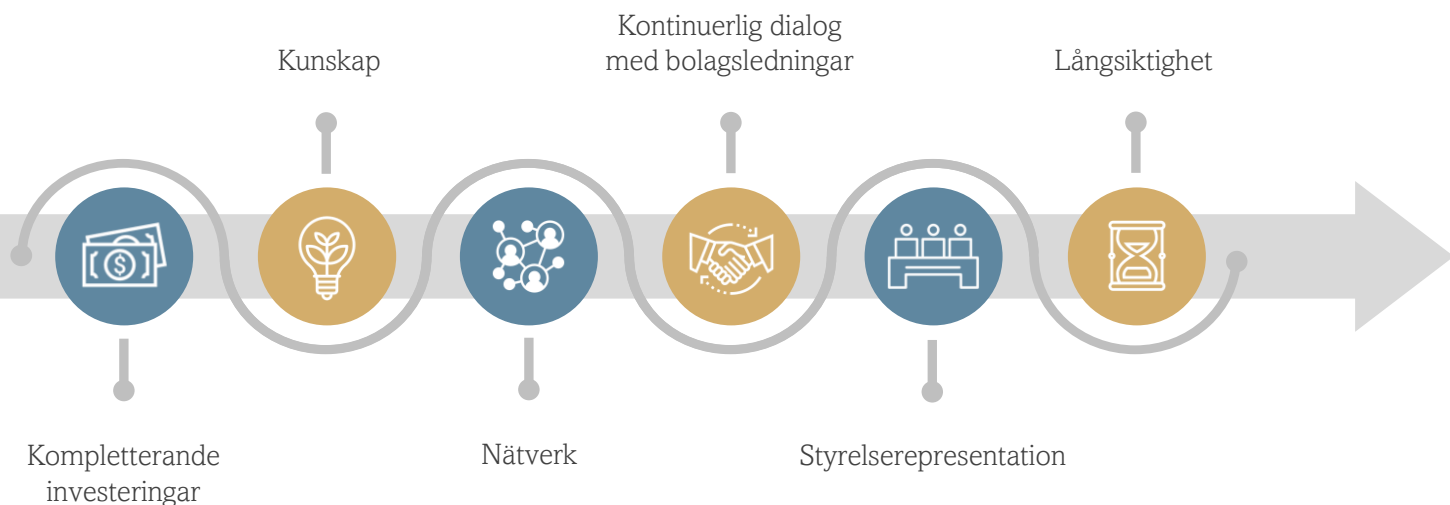 Kunskap
Kontinuerlig dialog
med bolagsledningar
Långsiktighet
Kompletterande
investeringar
Nätverk
Styrelserepresentation